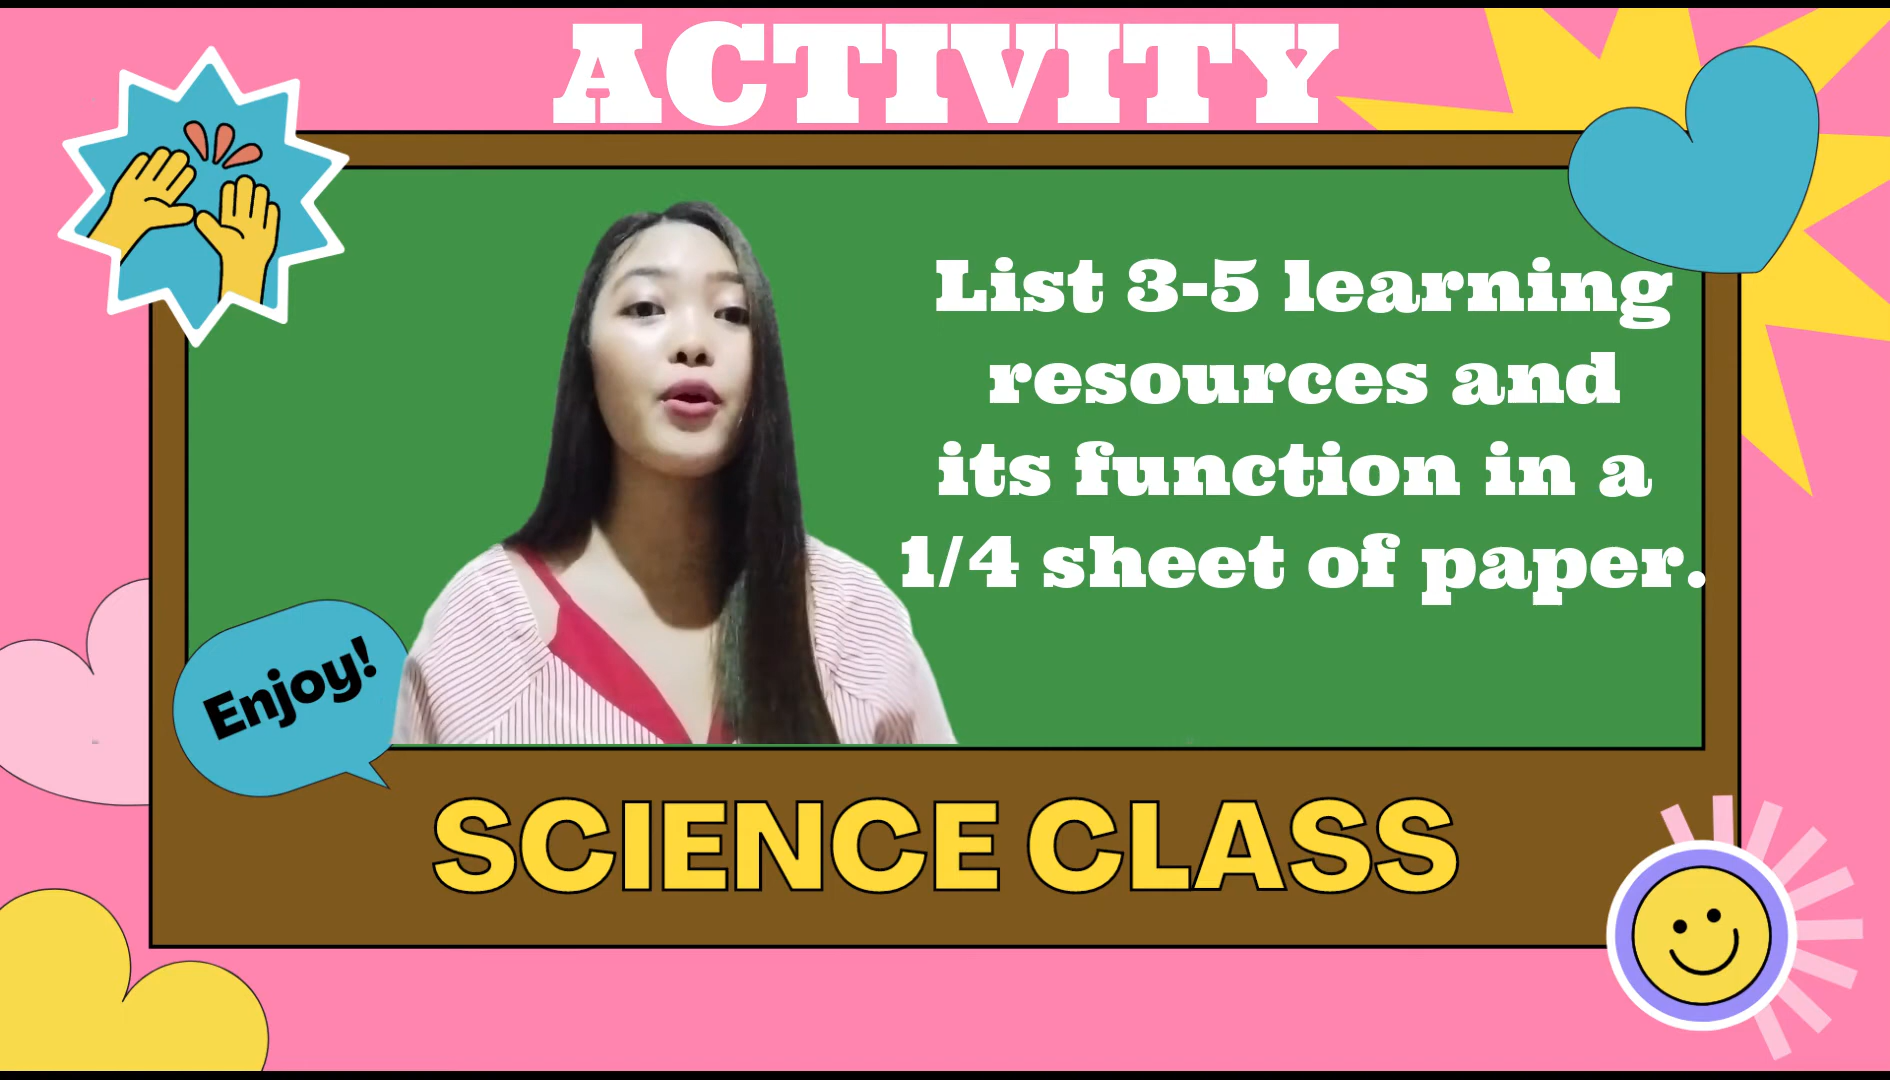 ACTIVITY
List 3-5 learning
resources and
its function in a
1/4 sheet of paper.
Enjoy!
SCIENCE CLASS